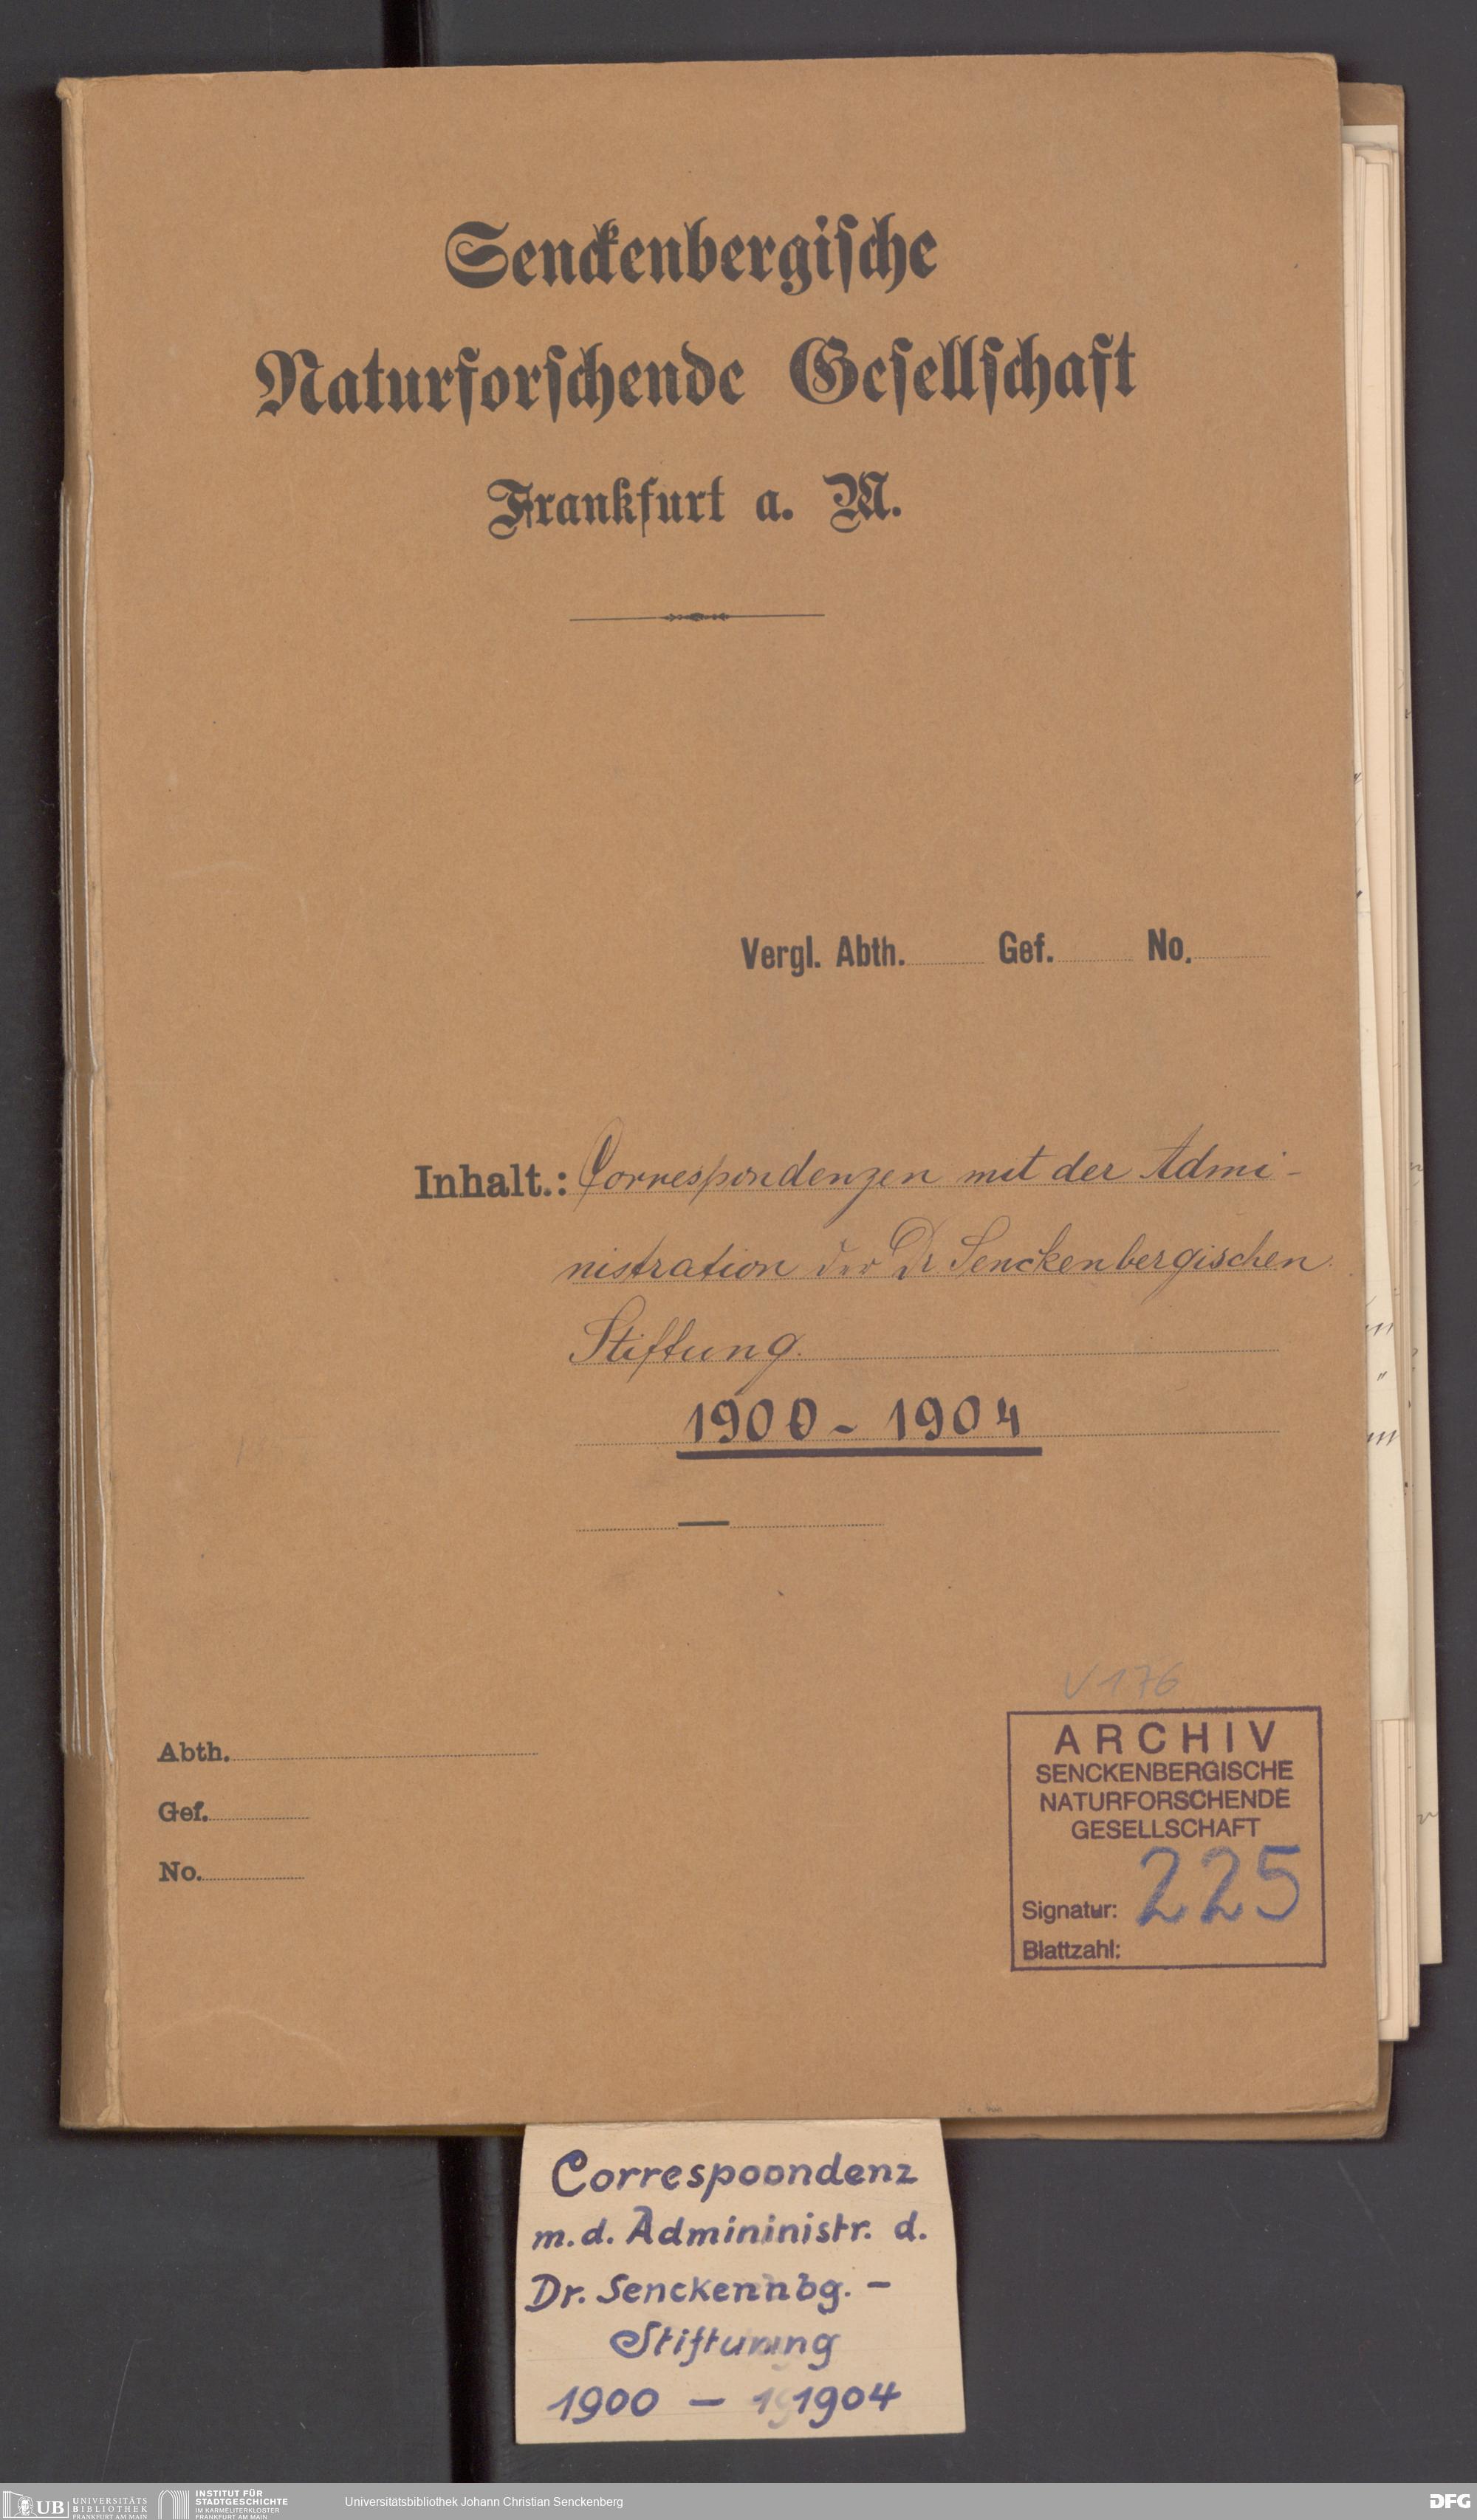 Senckenbergische
Naturforschende Gesellschaft
Frankfurt a. M.
Vergl. Abth. Gef. No.
Inhalt.: Correspondenzen mit der Admi-
nistration der Dr Senckenbergischen
Stiftung.
1900 - 1904
V 176
Abth.
Gef.
No.
ARCHIV
SENCKENBERGISCHE
NATURFORSCHENDE
GESELLSCHAFT
Signatur: 225
Blattzahl:
Correspoondenz
m. d. Admininistr. d.
Dr. Senckennbg. -
Stiftunng
1900 - 191904
UB UNIVERSITÄTS
BIBLIOTHEK
FRANKFURT AM MAIN
INSTITUT FÜR
STADTGESCHICHTE
IM KARMELITERKLOSTER
FRANKFURT AM MAIN
Universitätsbibliothek Johann Christian Senckenberg
DFG